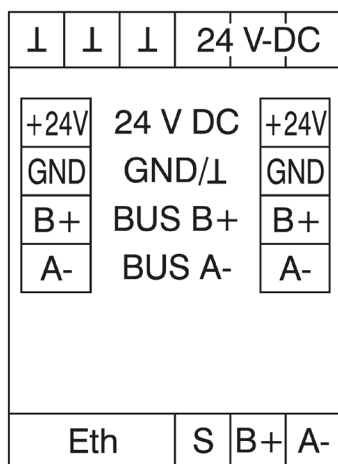 ⊥ ⊥ ⊥ 24 V-DC
+24V 24 V DC +24V
GND GND/⊥ GND
B+ BUS B+ B+
A- BUS A- A-
Eth S B+ A-